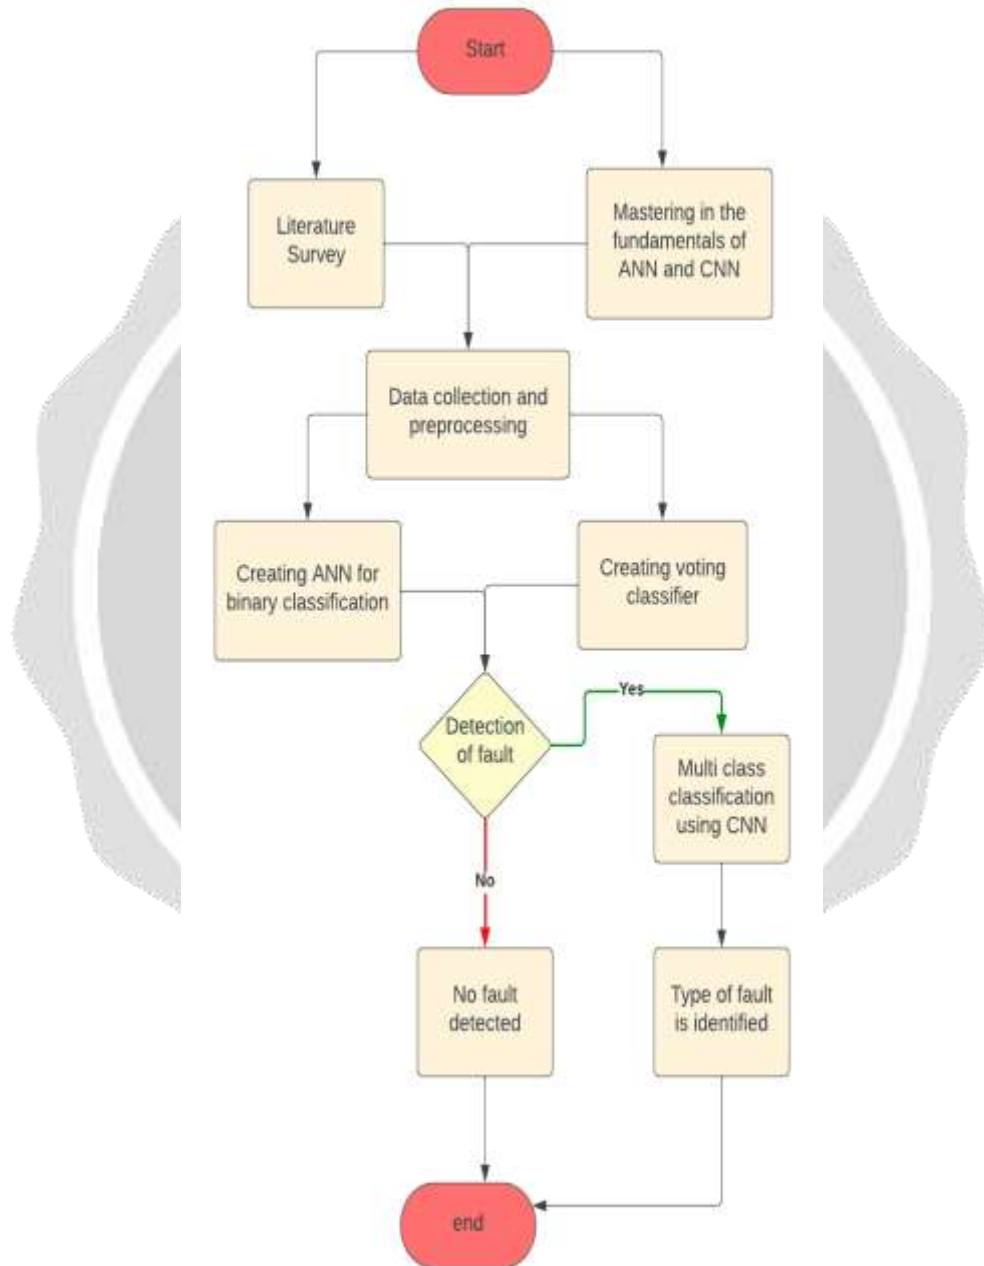 Start
Literature
Survey
Mastering in the
fundamentals of
ANN and CNN
Data collection and
preprocessing
Creating ANN for
binary classification
Creating voting
classifier
Detection
of fault
Yes
Multi class
classification
using CNN
No
No fault
detected
Type of fault
is identified
end